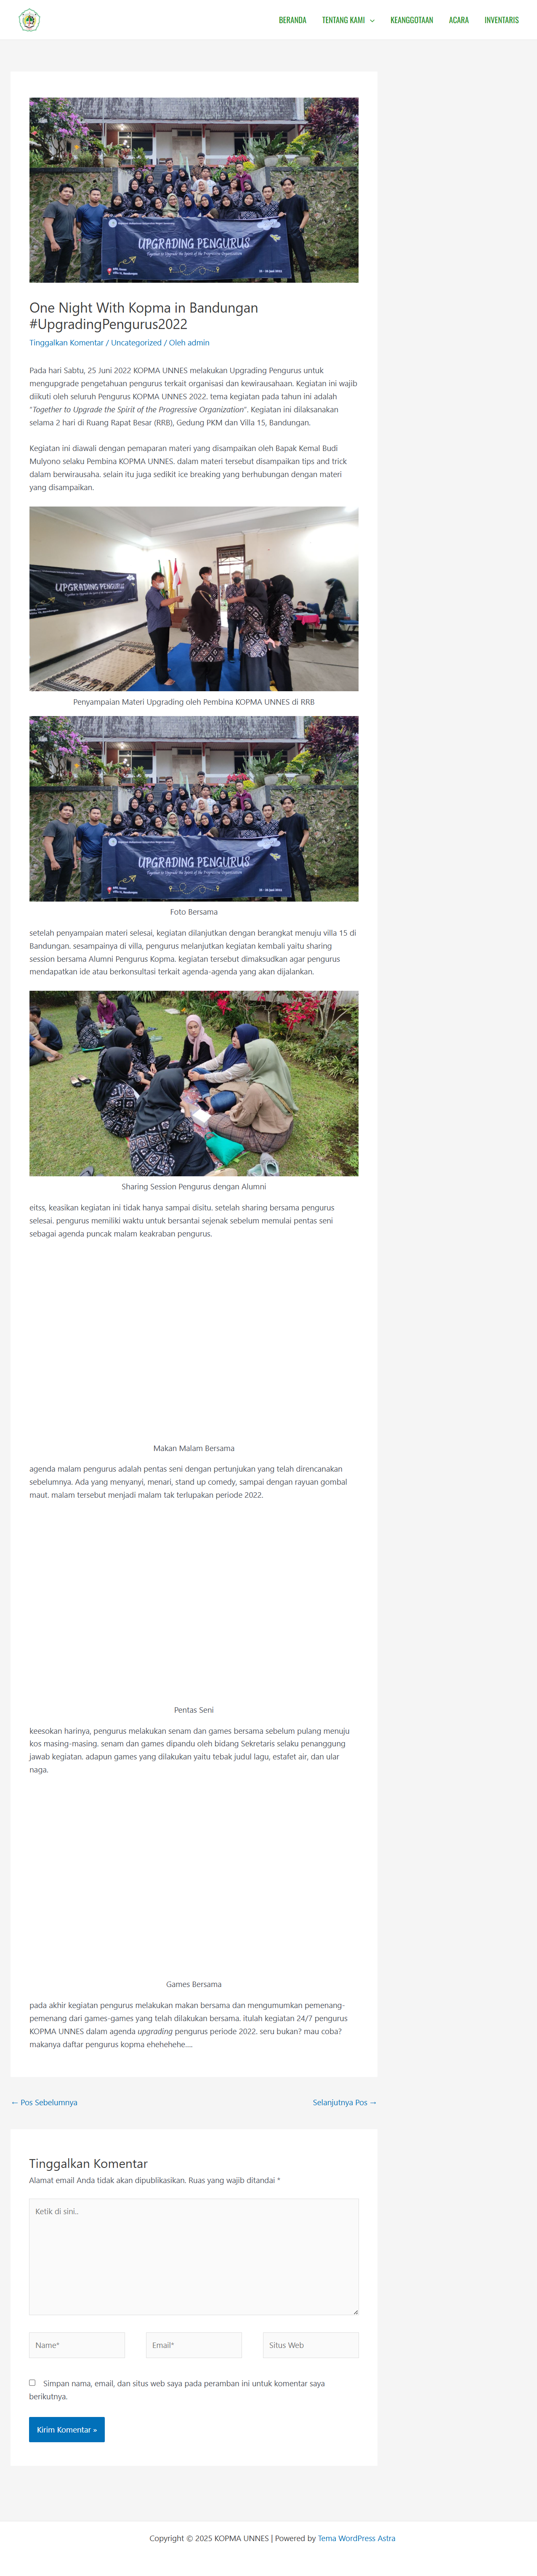 BERANDA
TENTANG KAMI
KEANGGOTAAN
ACARA
INVENTARIS
UPGRADING PENGURUS
Together to Upgrade the Spirit of the Progressive Organization
One Night With Kopma in Bandungan
#UpgradingPengurus2022
Tinggalkan Komentar / Uncategorized / Oleh admin
Pada hari Sabtu, 25 Juni 2022 KOPMA UNNES melakukan Upgrading Pengurus untuk
mengupgrade pengetahuan pengurus terkait organisasi dan kewirausahaan. Kegiatan ini wajib
diikuti oleh seluruh Pengurus KOPMA UNNES 2022. tema kegiatan pada tahun ini adalah
"Together to Upgrade the Spirit of the Progressive Organization". Kegiatan ini dilaksanakan
selama 2 hari di Ruang Rapat Besar (RRB), Gedung PKM dan Villa 15, Bandungan.
Kegiatan ini diawali dengan pemaparan materi yang disampaikan oleh Bapak Kemal Budi
Mulyono selaku Pembina KOPMA UNNES. dalam materi tersebut disampaikan tips and trick
dalam berwirausaha. selain itu juga sedikit ice breaking yang berhubungan dengan materi
yang disampaikan.
UPGRADING PENGURUS
Penyampaian Materi Upgrading oleh Pembina KOPMA UNNES di RRB
UPGRADING PENGURUS
Together to Upgrade the Spirit of the Progressive Organization
Foto Bersama
setelah penyampaian materi selesai, kegiatan dilanjutkan dengan berangkat menuju villa 15 di
Bandungan. sesampainya di villa, pengurus melanjutkan kegiatan kembali yaitu sharing
session bersama Alumni Pengurus Kopma. kegiatan tersebut dimaksudkan agar pengurus
mendapatkan ide atau berkonsultasi terkait agenda-agenda yang akan dijalankan.
Sharing Session Pengurus dengan Alumni
eitss, keasikan kegiatan ini tidak hanya sampai disitu. setelah sharing bersama pengurus
selesai. pengurus memiliki waktu untuk bersantai sejenak sebelum memulai pentas seni
sebagai agenda puncak malam keakraban pengurus.
Makan Malam Bersama
agenda malam pengurus adalah pentas seni dengan pertunjukan yang telah direncanakan
sebelumnya. Ada yang menyanyi, menari, stand up comedy, sampai dengan rayuan gombal
maut. malam tersebut menjadi malam tak terlupakan periode 2022.
Pentas Seni
keesokan harinya, pengurus melakukan senam dan games bersama sebelum pulang menuju
kos masing-masing. senam dan games dipandu oleh bidang Sekretaris selaku penanggung
jawab kegiatan. adapun games yang dilakukan yaitu tebak judul lagu, estafet air, dan ular
naga.
Games Bersama
pada akhir kegiatan pengurus melakukan makan bersama dan mengumumkan pemenang-
pemenang dari games-games yang telah dilakukan bersama. itulah kegiatan 24/7 pengurus
KOPMA UNNES dalam agenda upgrading pengurus periode 2022. seru bukan? mau coba?
makanya daftar pengurus kopma ehehehehe....
← Pos Sebelumnya
Selanjutnya Pos →
Tinggalkan Komentar
Alamat email Anda tidak akan dipublikasikan. Ruas yang wajib ditandai *
Ketik di sini..
Name*
Email*
Situs Web
Simpan nama, email, dan situs web saya pada peramban ini untuk komentar saya
berikutnya.
Kirim Komentar »
Copyright © 2025 KOPMA UNNES | Powered by Tema WordPress Astra